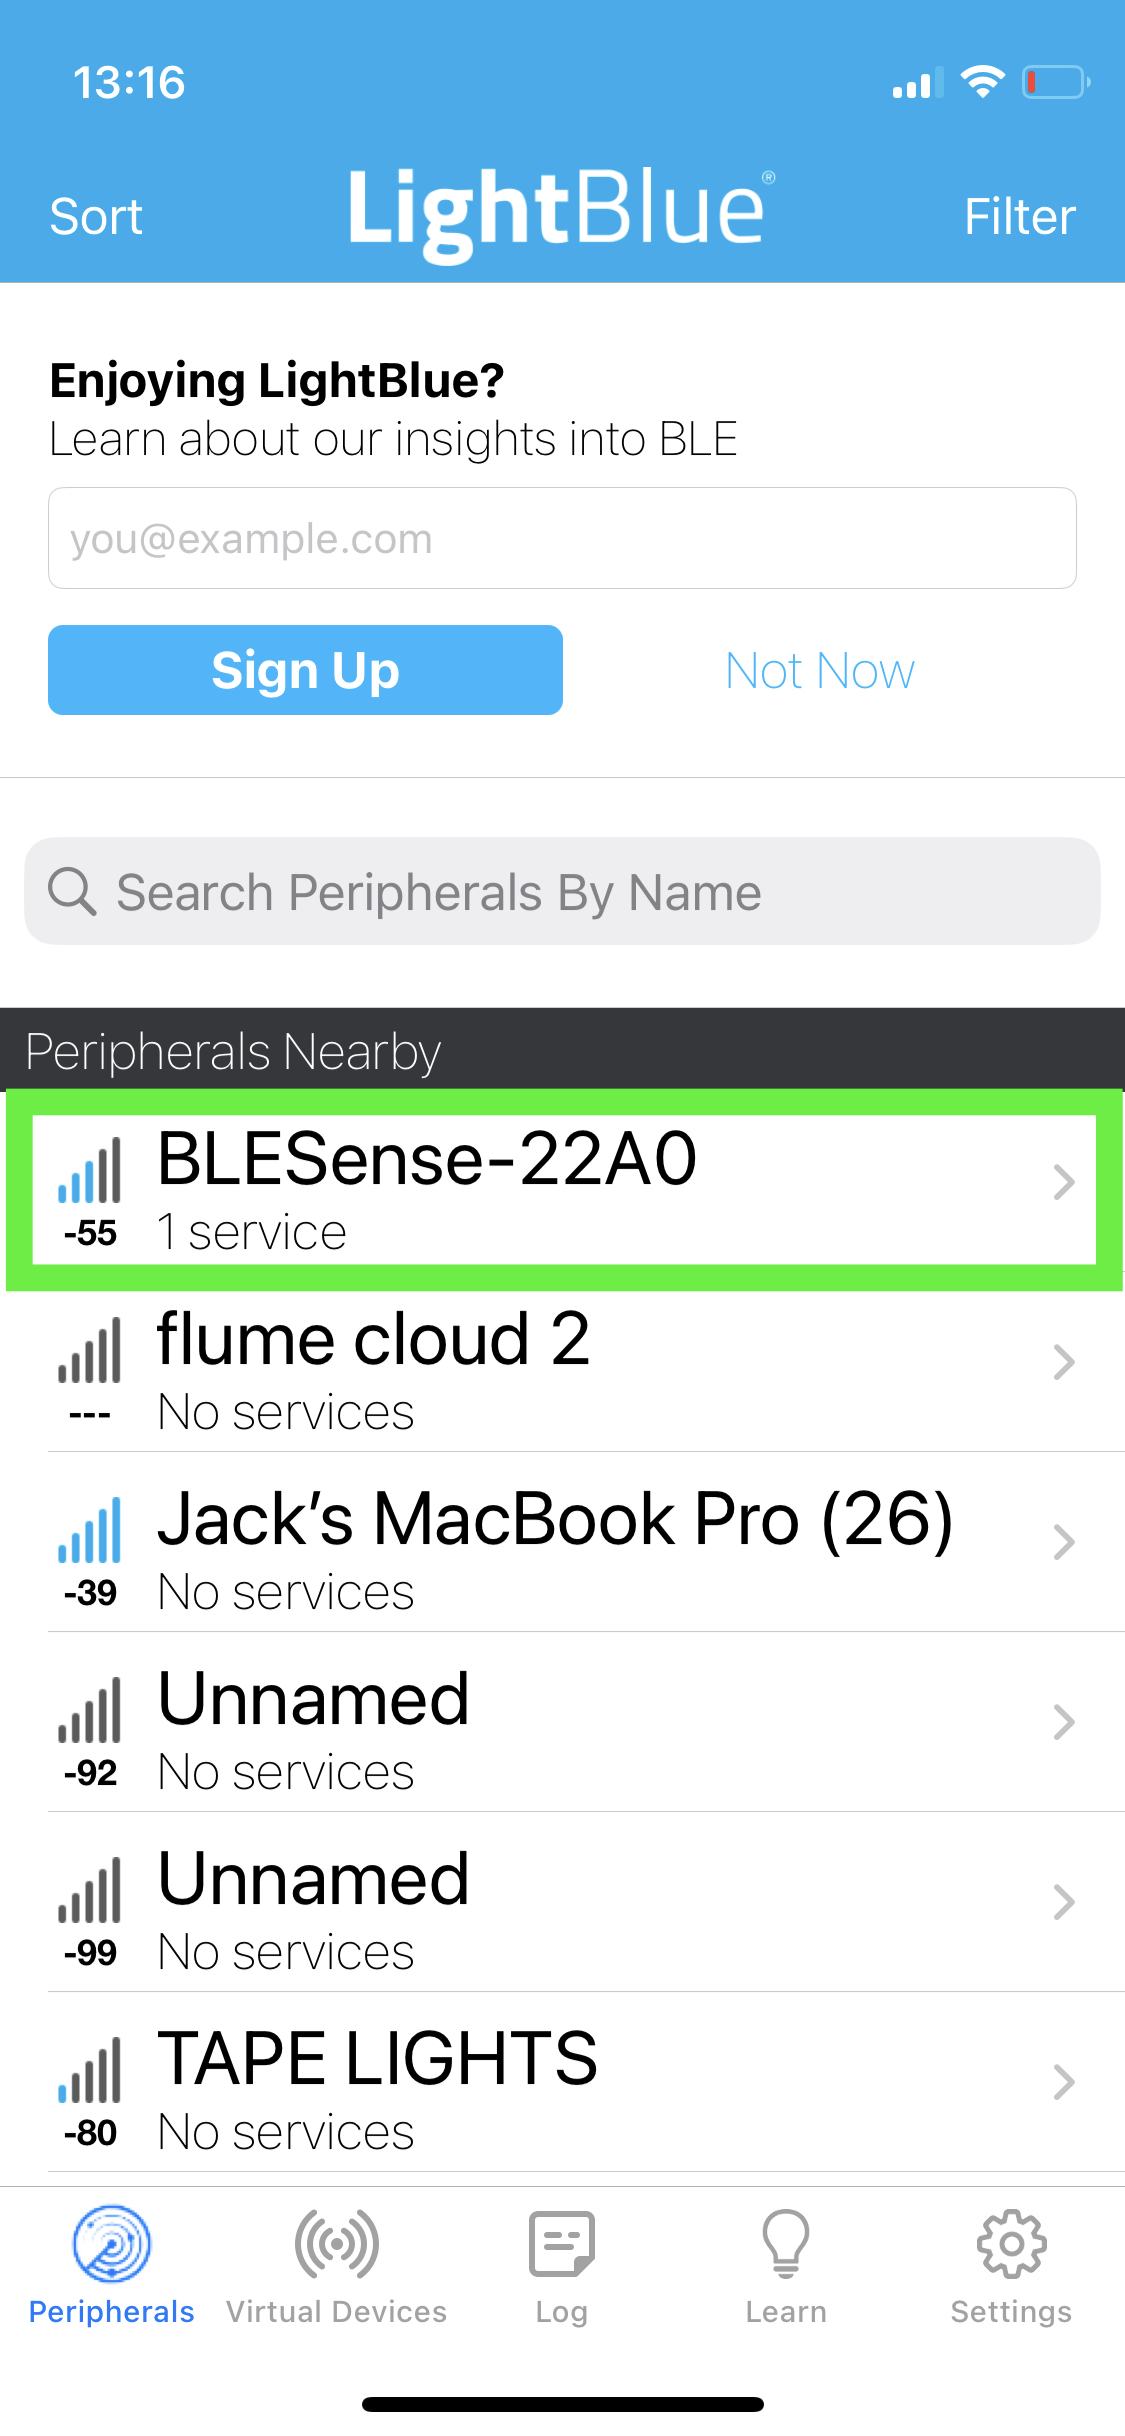 13:16
Sort
LightBlue®
Filter
Enjoying LightBlue?
Learn about our insights into BLE
you@example.com
Sign Up
Not Now
Search Peripherals By Name
Peripherals Nearby
BLESense-22A0
-55
1 service
flume cloud 2
---
No services
Jack’s MacBook Pro (26)
-39
No services
Unnamed
-92
No services
Unnamed
-99
No services
TAPE LIGHTS
-80
No services
Peripherals
Virtual Devices
Log
Learn
Settings